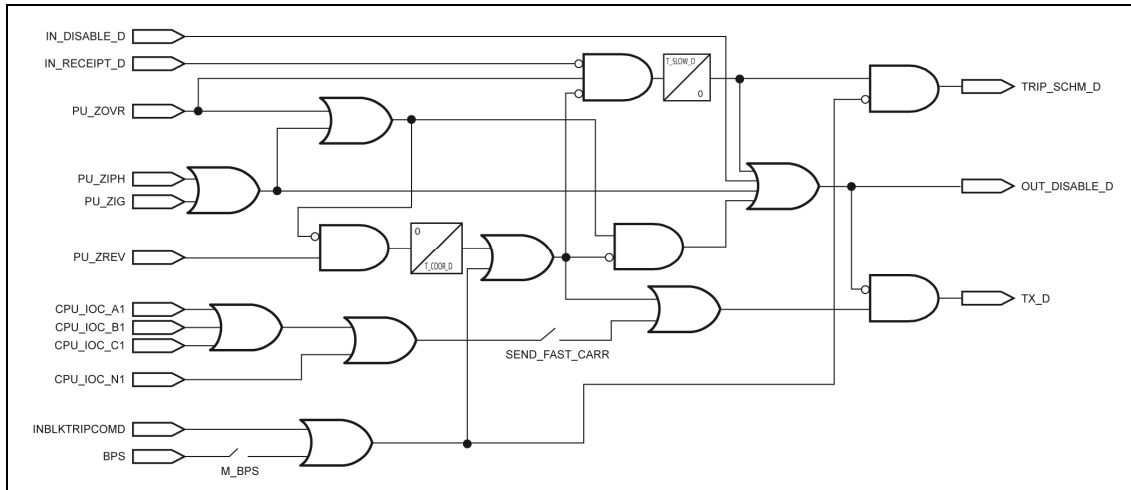 IN_DISABLE_D
IN_RECEIPT_D
T_SLOW_D
0
TRIP_SCHM_D
PU_ZOVR
PU_ZIPH
PU_ZIG
OUT_DISABLE_D
0
T_COOR_D
PU_ZREV
CPU_IOC_A1
CPU_IOC_B1
CPU_IOC_C1
TX_D
SEND_FAST_CARR
CPU_IOC_N1
INBLKTRIPCOMD
BPS
M_BPS